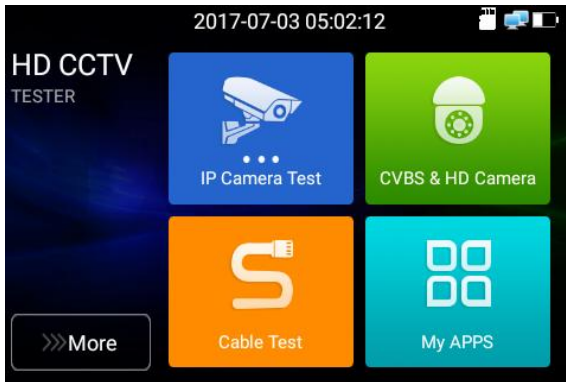 2017-07-03 05:02:12
HD CCTV
TESTER
IP Camera Test
CVBS & HD Camera
Cable Test
My APPS
More